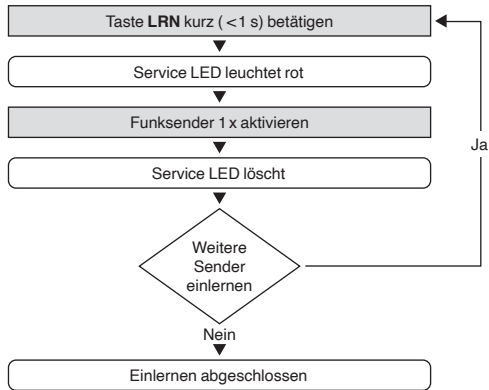 Taste LRN kurz ( <1 s) betätigen
Service LED leuchtet rot
Funksender 1 x aktivieren
Ja
Service LED löscht
Weitere
Sender
einlernen
Nein
Einlernen abgeschlossen